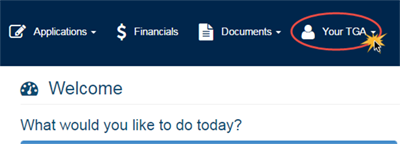 Applications Financials Documents Your TGA
Welcome
What would you like to do today?